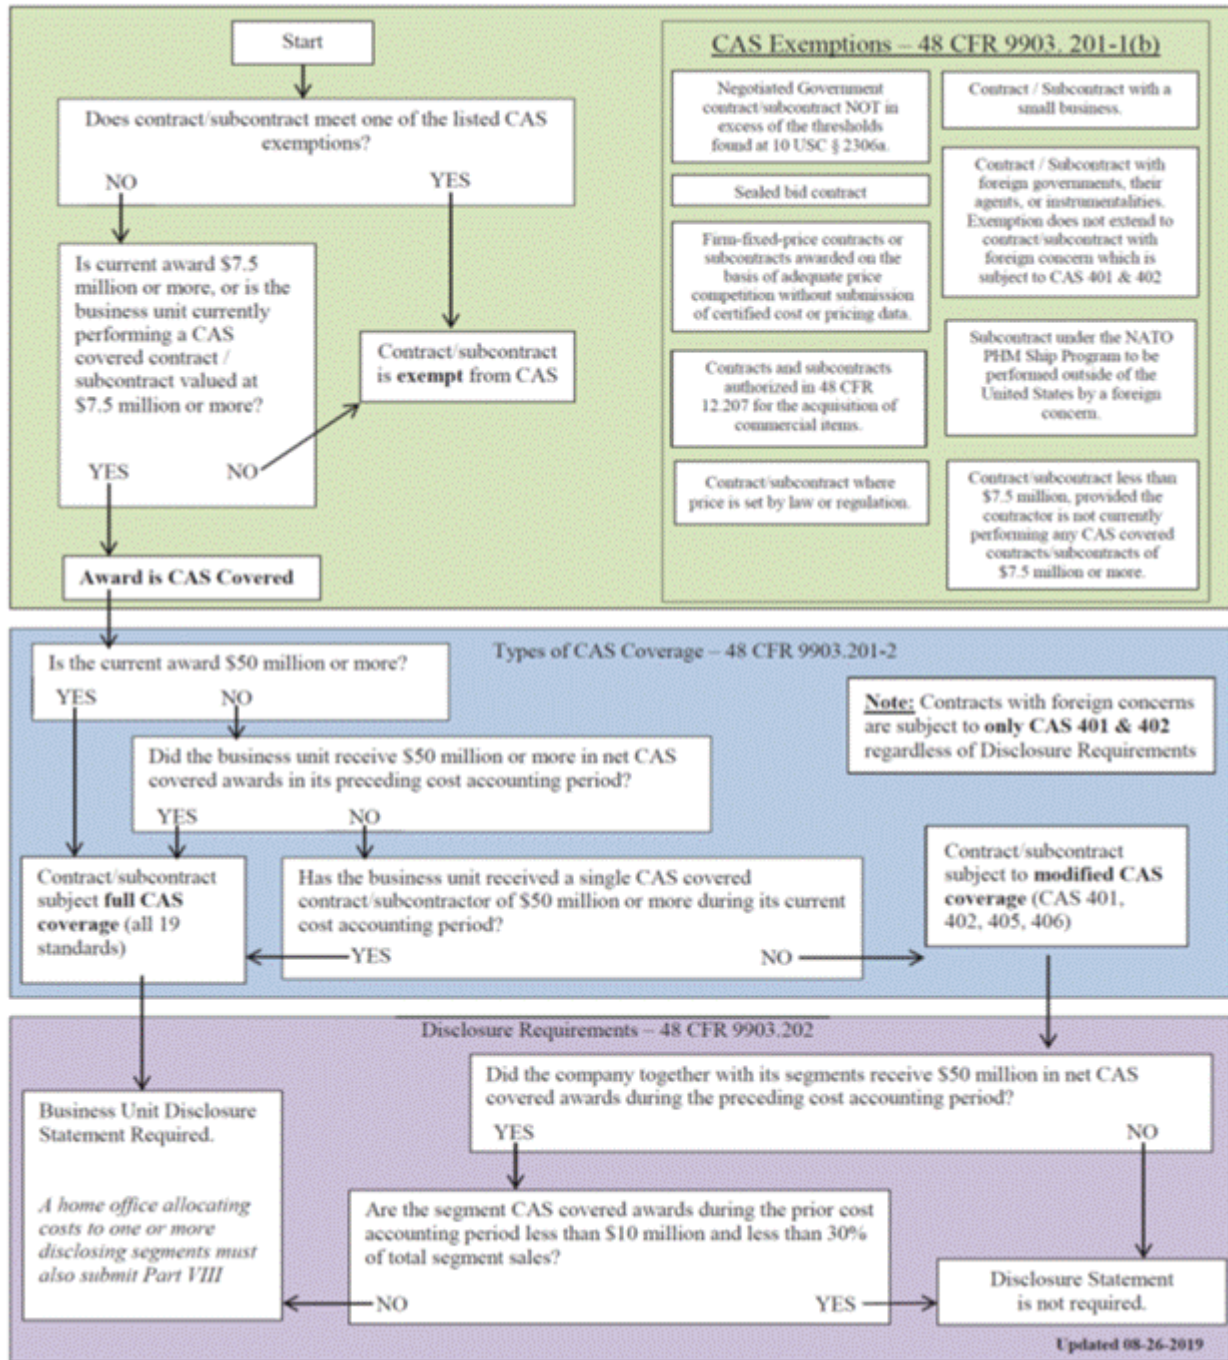 Start
Does contract/subcontract meet one of the listed CAS
exemptions?
NO
YES
Is current award $7.5
million or more, or is the
business unit currently
performing a CAS
covered contract /
subcontract valued at
$7.5 million or more?
YES
NO
Contract/subcontract
is exempt from CAS
Award is CAS Covered
CAS Exemptions – 48 CFR 9903. 201-1(b)
Negotiated Government
contract/subcontract NOT in
excess of the thresholds
found at 10 USC § 2306a.
Sealed bid contract
Firm-fixed-price contracts or
subcontracts awarded on the
basis of adequate price
competition without submission
of certified cost or pricing data.
Contracts and subcontracts
authorized in 48 CFR
12.207 for the acquisition of
commercial items.
Contract/subcontract where
price is set by law or regulation.
Contract / Subcontract with a
small business.
Contract / Subcontract with
foreign governments, their
agents, or instrumentalities.
Exemption does not extend to
contract/subcontract with
foreign concern which is
subject to CAS 401 & 402
Subcontract under the NATO
PHM Ship Program to be
performed outside of the
United States by a foreign
concern.
Contract/subcontract less than
$7.5 million, provided the
contractor is not currently
performing any CAS covered
contracts/subcontracts of
$7.5 million or more.
Types of CAS Coverage – 48 CFR 9903.201-2
Is the current award $50 million or more?
YES
NO
Note: Contracts with foreign concerns
are subject to only CAS 401 & 402
regardless of Disclosure Requirements
Did the business unit receive $50 million or more in net CAS
covered awards in its preceding cost accounting period?
YES
NO
Contract/subcontract
subject full CAS
coverage (all 19
standards)
Has the business unit received a single CAS covered
contract/subcontractor of $50 million or more during its current
cost accounting period?
YES
NO
Contract/subcontract
subject to modified CAS
coverage (CAS 401,
402, 405, 406)
Disclosure Requirements – 48 CFR 9903.202
Did the company together with its segments receive $50 million in net CAS
covered awards during the preceding cost accounting period?
YES
NO
Business Unit Disclosure
Statement Required.
A home office allocating
costs to one or more
disclosing segments must
also submit Part VIII
Are the segment CAS covered awards during the prior cost
accounting period less than $10 million and less than 30%
of total segment sales?
NO
YES
Disclosure Statement
is not required.
Updated 08-26-2019